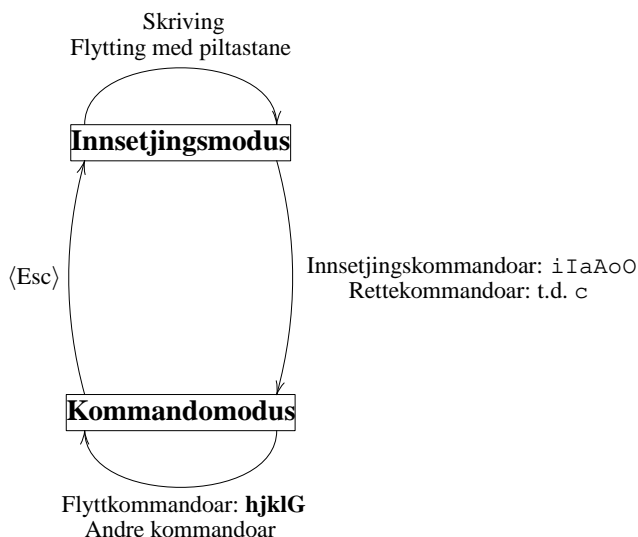 Skriving
Flytting med piltastane
Innsetjingsmodus
⟨Esc⟩
Innsetjingskommandoar: iIaAoO
Rettekommandoar: t.d. c
Kommandomodus
Flyttkommandoar: hjklG
Andre kommandoar